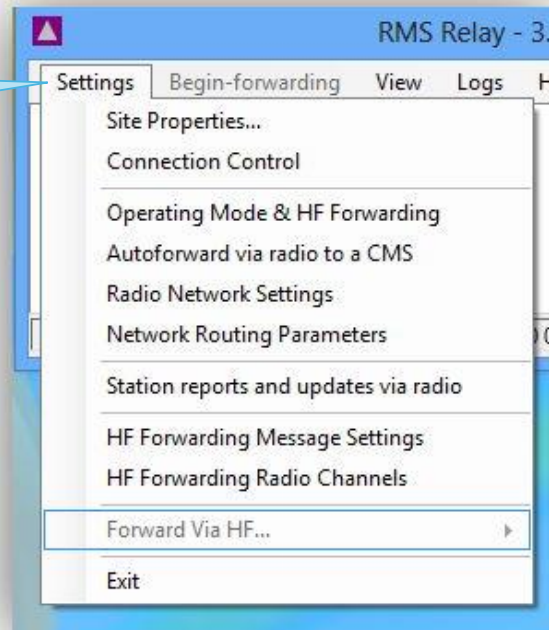 RMS Relay - 3.
Settings Begin-forwarding View Logs H
Site Properties...
Connection Control
Operating Mode & HF Forwarding
Autoforward via radio to a CMS
Radio Network Settings
Network Routing Parameters
Station reports and updates via radio
HF Forwarding Message Settings
HF Forwarding Radio Channels
Forward Via HF...
Exit